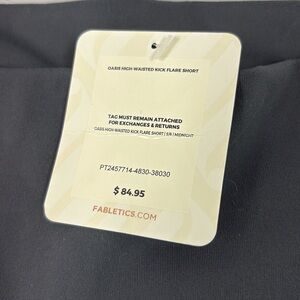 OASIS HIGH-WAISTED KICK FLARE SHORT
TAG MUST REMAIN ATTACHED
FOR EXCHANGES & RETURNS
OASIS HIGH-WAISTED KICK FLARE SHORT / S/R / MIDNIGHT
PT2457714-4830-38030
$ 84.95
FABLETICS.COM